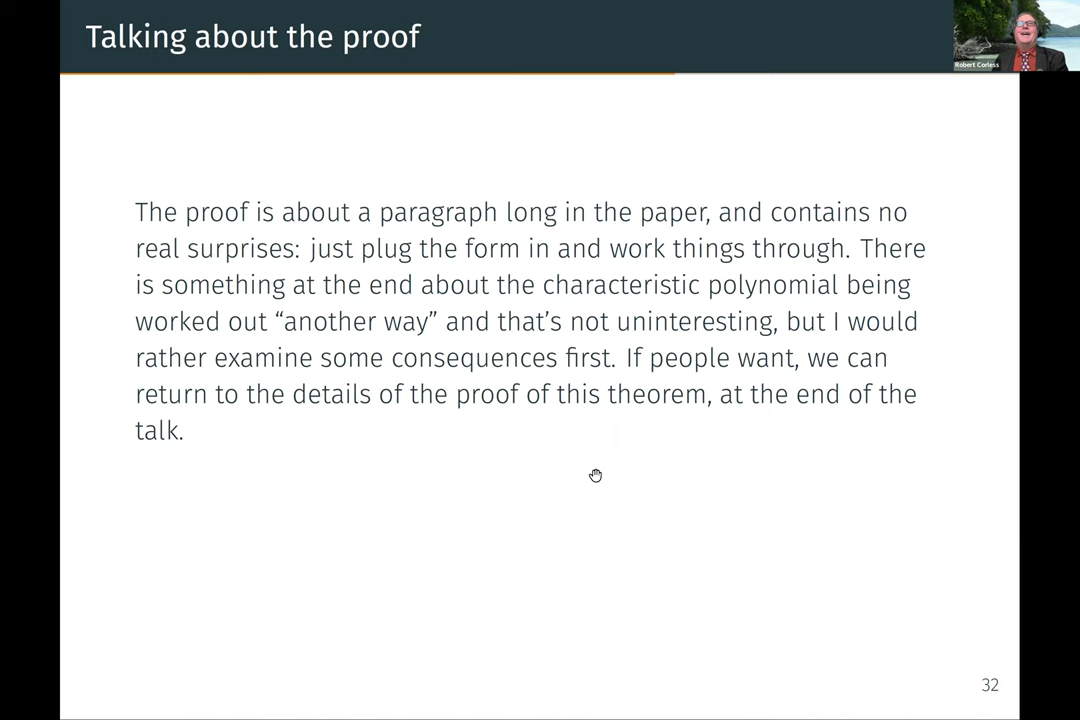 Talking about the proof
Robert Corless
The proof is about a paragraph long in the paper, and contains no
real surprises: just plug the form in and work things through. There
is something at the end about the characteristic polynomial being
worked out “another way” and that’s not uninteresting, but I would
rather examine some consequences first. If people want, we can
return to the details of the proof of this theorem, at the end of the
talk.
32